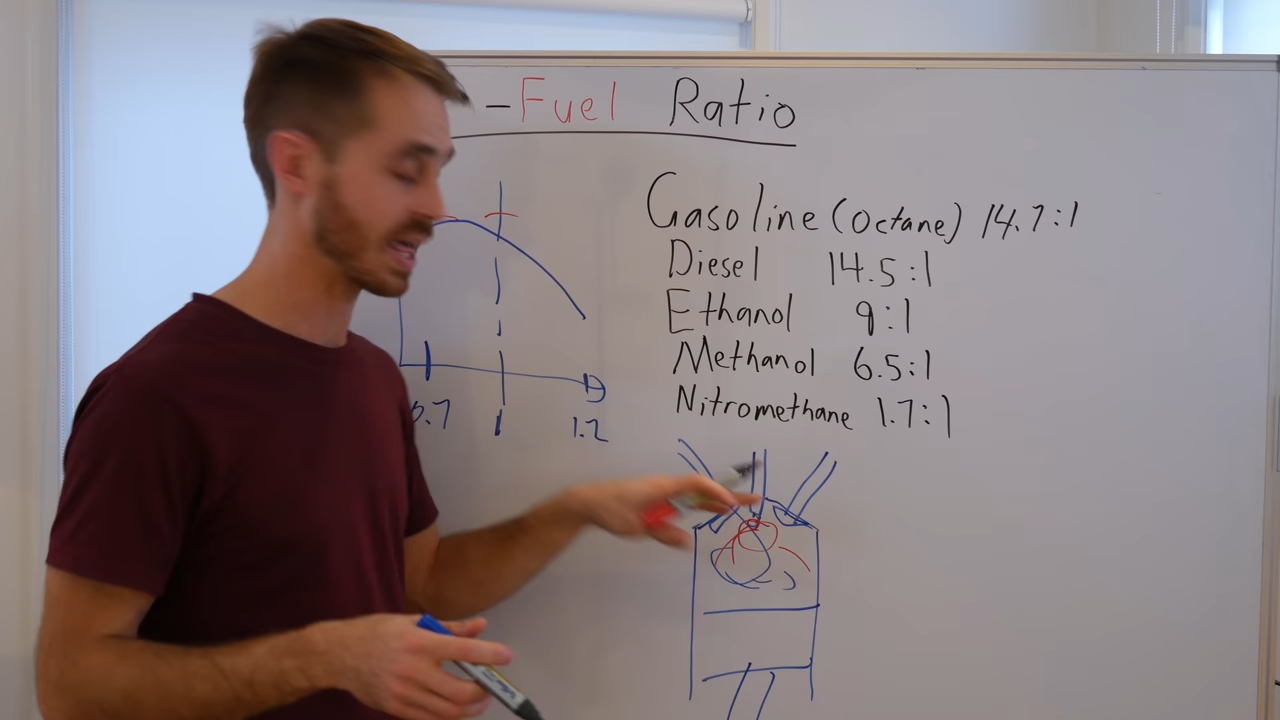 -Fuel Ratio
Gasoline (Octane) 14.7:1
Diesel 14.5:1
Ethanol 9:1
Methanol 6.5:1
Nitromethane 1.7:1
- +
0.7 1 1.2